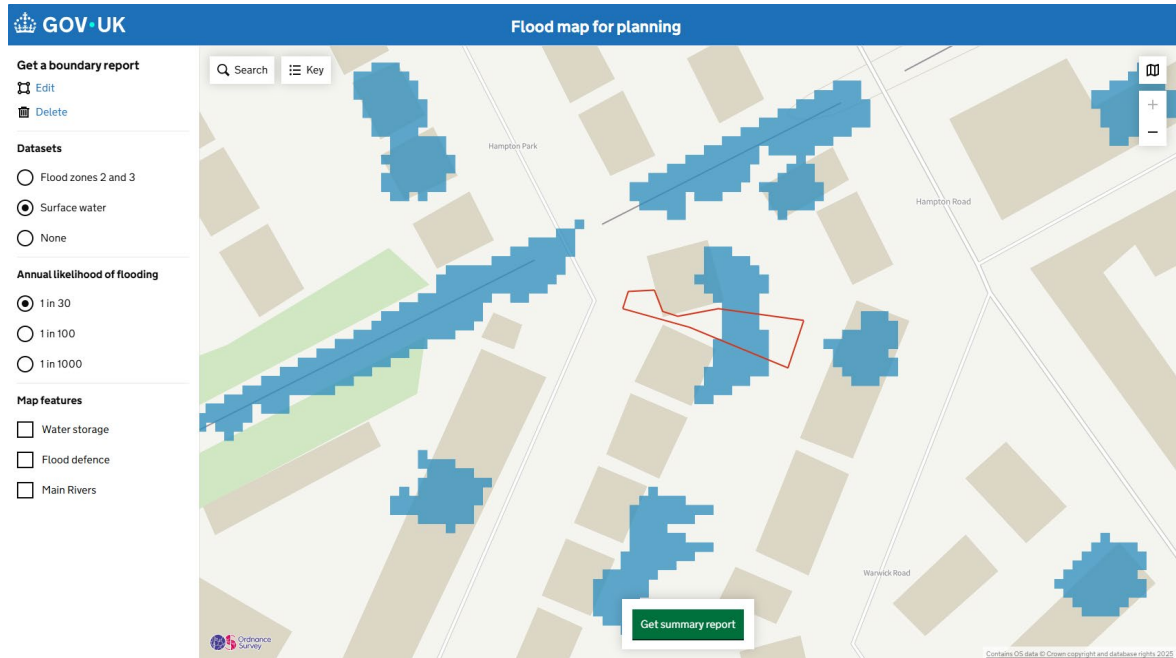 GOV·UK
Flood map for planning
Get a boundary report
Edit
Delete
Datasets
Flood zones 2 and 3
Surface water
None
Annual likelihood of flooding
1 in 30
1 in 100
1 in 1000
Map features
Water storage
Flood defence
Main Rivers
Search
Key
Hampton Park
Hampton Road
Warwick Road
Get summary report
Ordnance
Survey
Contains OS data © Crown copyright and database rights 2025